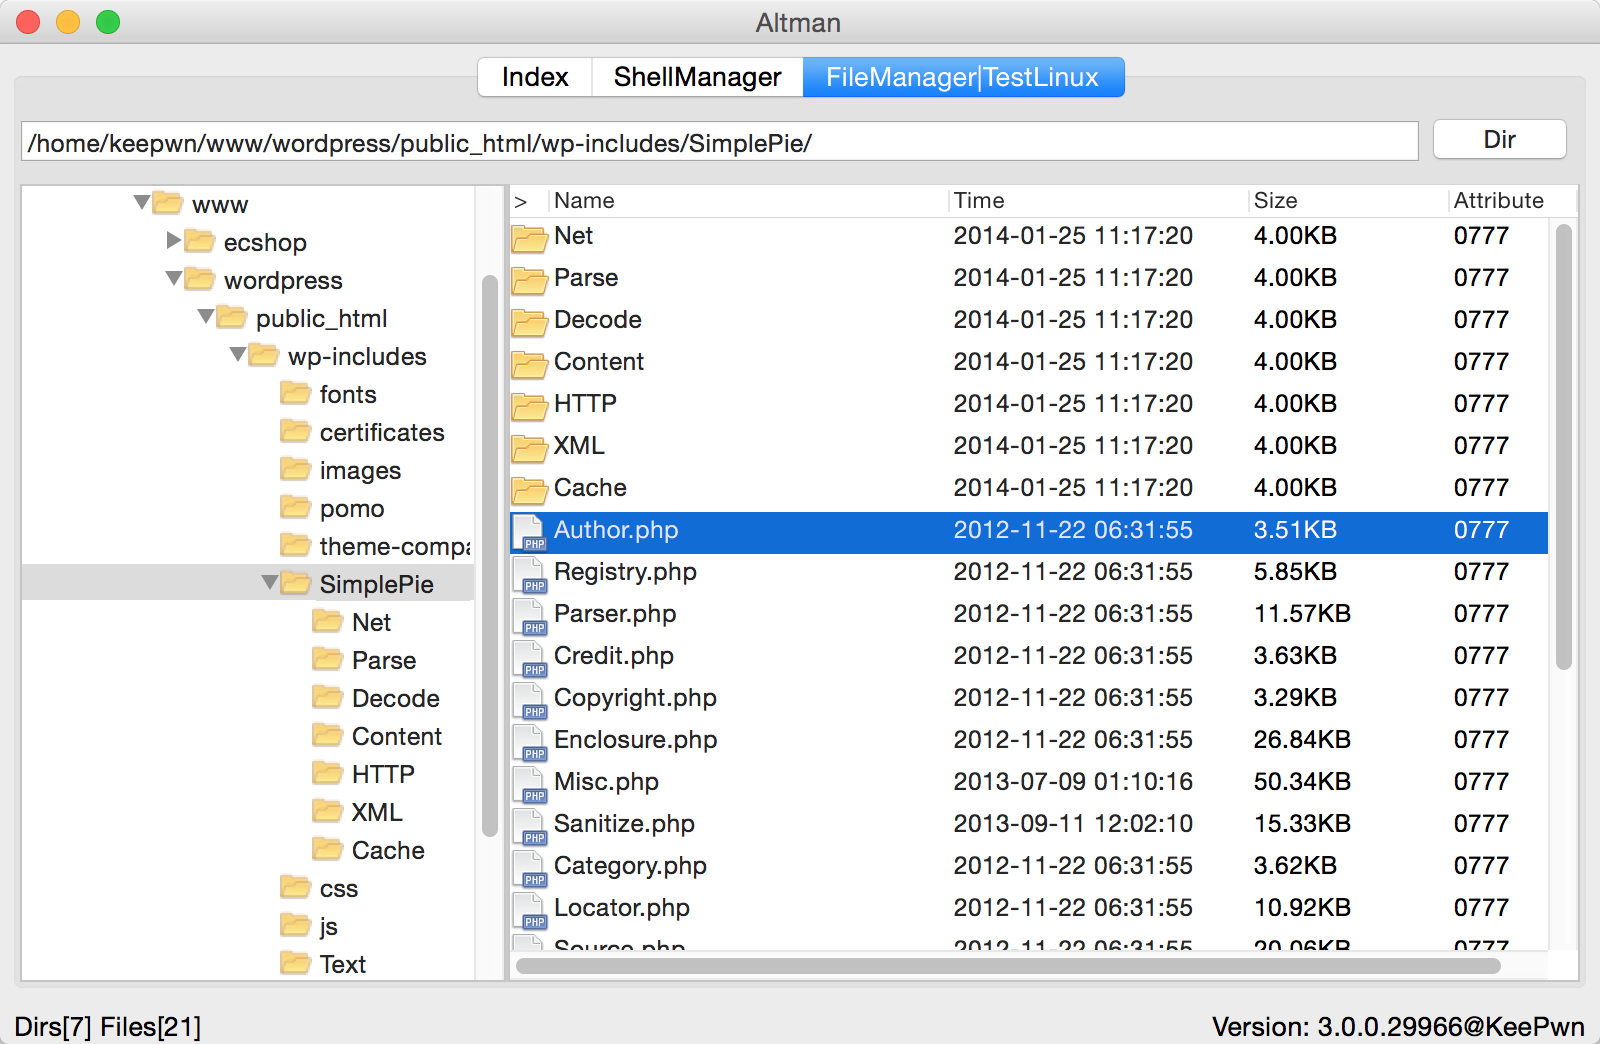 Altman
Index ShellManager FileManager|TestLinux
/home/keepwn/www/wordpress/public_html/wp-includes/SimplePie/ Dir
www
ecshop
wordpress
public_html
wp-includes
fonts
certificates
images
pomo
theme-compa
SimplePie
Net
Parse
Decode
Content
HTTP
XML
Cache
css
js
Text
> Name Time Size Attribute
Net 2014-01-25 11:17:20 4.00KB 0777
Parse 2014-01-25 11:17:20 4.00KB 0777
Decode 2014-01-25 11:17:20 4.00KB 0777
Content 2014-01-25 11:17:20 4.00KB 0777
HTTP 2014-01-25 11:17:20 4.00KB 0777
XML 2014-01-25 11:17:20 4.00KB 0777
Cache 2014-01-25 11:17:20 4.00KB 0777
PHP Author.php 2012-11-22 06:31:55 3.51KB 0777
PHP Registry.php 2012-11-22 06:31:55 5.85KB 0777
PHP Parser.php 2012-11-22 06:31:55 11.57KB 0777
PHP Credit.php 2012-11-22 06:31:55 3.63KB 0777
PHP Copyright.php 2012-11-22 06:31:55 3.29KB 0777
PHP Enclosure.php 2012-11-22 06:31:55 26.84KB 0777
PHP Misc.php 2013-07-09 01:10:16 50.34KB 0777
PHP Sanitize.php 2013-09-11 12:02:10 15.33KB 0777
PHP Category.php 2012-11-22 06:31:55 3.62KB 0777
PHP Locator.php 2012-11-22 06:31:55 10.92KB 0777
Source.php 2012-11-22 06:31:55 20.06KB 0777
Dirs[7] Files[21] Version: 3.0.0.29966@KeePwn